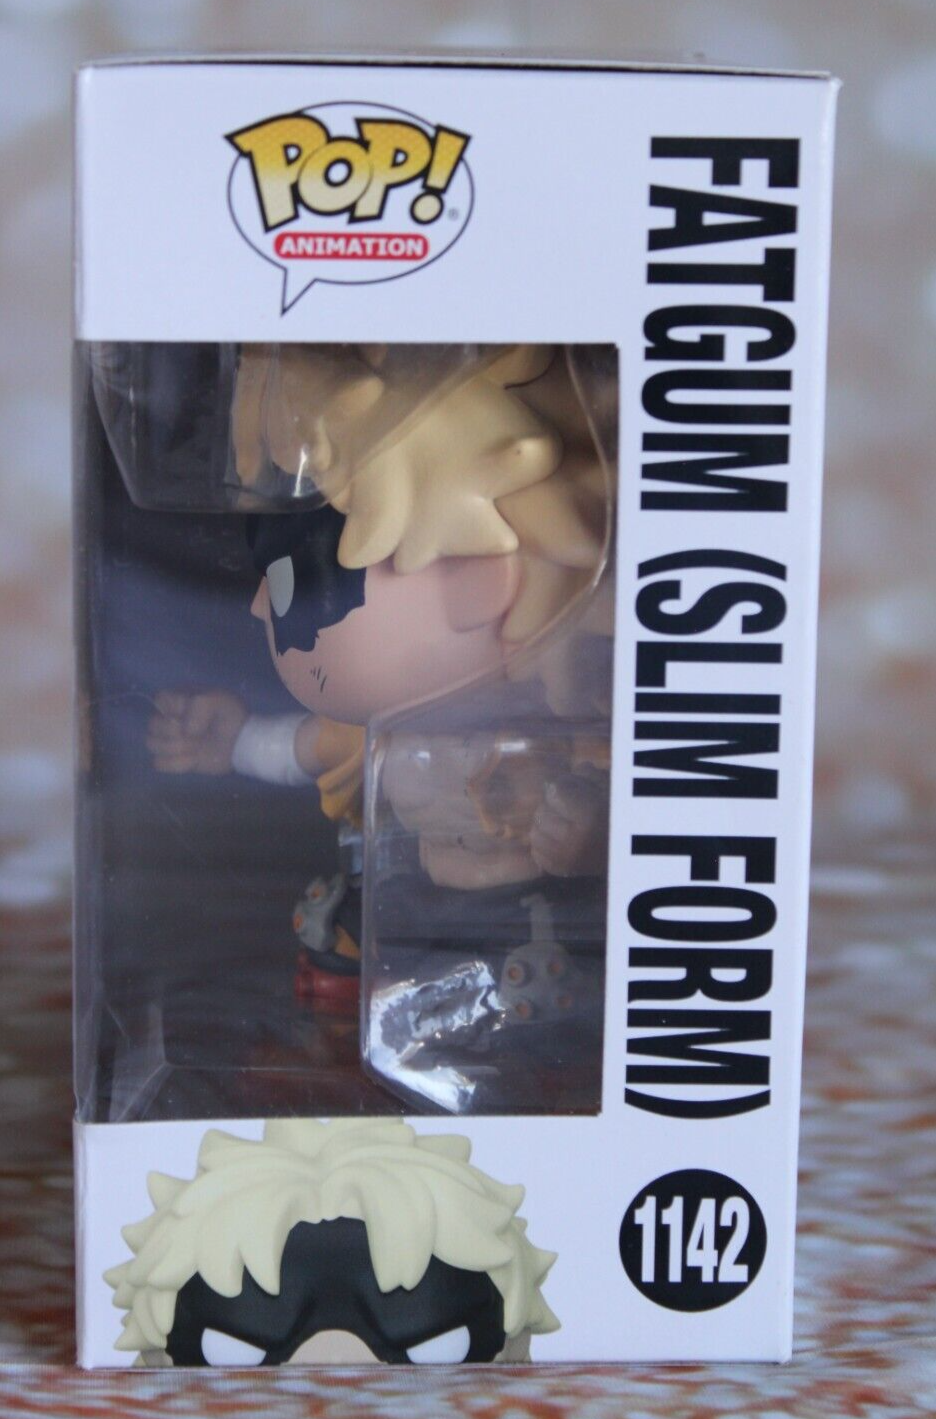 POP!
®
ANIMATION
FATGUM (SLIM FORM)
1142